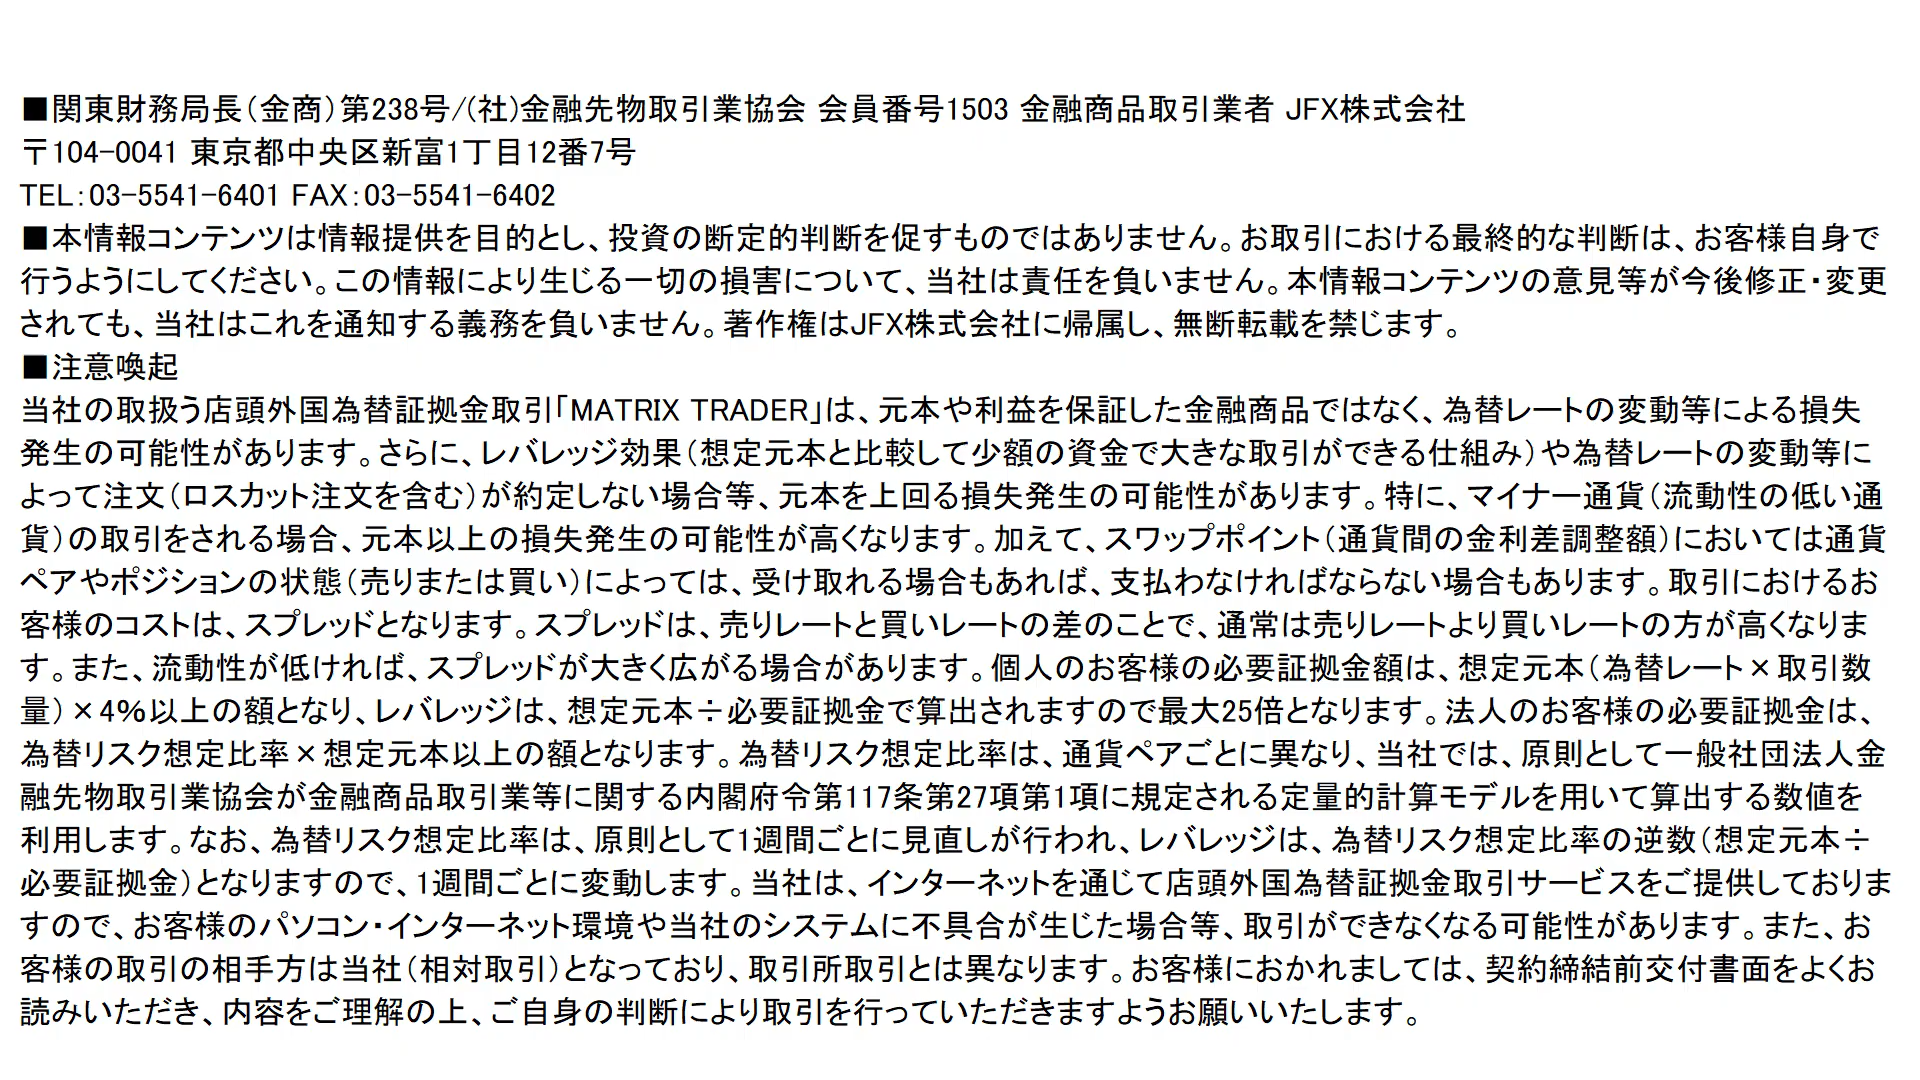 ■関東財務局長（金商）第238号/(社)金融先物取引業協会 会員番号1503 金融商品取引業者 JFX株式会社
〒104-0041 東京都中央区新富1丁目12番7号
TEL：03-5541-6401 FAX：03-5541-6402
■本情報コンテンツは情報提供を目的とし、投資の断定的判断を促すものではありません。お取引における最終的な判断は、お客様自身で
行うようにしてください。この情報により生じる一切の損害について、当社は責任を負いません。本情報コンテンツの意見等が今後修正・変更
されても、当社はこれを通知する義務を負いません。著作権はJFX株式会社に帰属し、無断転載を禁じます。
■注意喚起
当社の取扱う店頭外国為替証拠金取引「MATRIX TRADER」は、元本や利益を保証した金融商品ではなく、為替レートの変動等による損失
発生の可能性があります。さらに、レバレッジ効果（想定元本と比較して少額の資金で大きな取引ができる仕組み）や為替レートの変動等に
よって注文（ロスカット注文を含む）が約定しない場合等、元本を上回る損失発生の可能性があります。特に、マイナー通貨（流動性の低い通
貨）の取引をされる場合、元本以上の損失発生の可能性が高くなります。加えて、スワップポイント（通貨間の金利差調整額）においては通貨
ペアやポジションの状態（売りまたは買い）によっては、受け取れる場合もあれば、支払わなければならない場合もあります。取引におけるお
客様のコストは、スプレッドとなります。スプレッドは、売りレートと買いレートの差のことで、通常は売りレートより買いレートの方が高くなりま
す。また、流動性が低ければ、スプレッドが大きく広がる場合があります。個人のお客様の必要証拠金額は、想定元本（為替レート×取引数
量）×4％以上の額となり、レバレッジは、想定元本÷必要証拠金で算出されますので最大25倍となります。法人のお客様の必要証拠金は、
為替リスク想定比率×想定元本以上の額となります。為替リスク想定比率は、通貨ペアごとに異なり、当社では、原則として一般社団法人金
融先物取引業協会が金融商品取引業等に関する内閣府令第117条第27項第1項に規定される定量的計算モデルを用いて算出する数値を
利用します。なお、為替リスク想定比率は、原則として1週間ごとに見直しが行われ、レバレッジは、為替リスク想定比率の逆数（想定元本÷
必要証拠金）となりますので、1週間ごとに変動します。当社は、インターネットを通じて店頭外国為替証拠金取引サービスをご提供しておりま
すので、お客様のパソコン・インターネット環境や当社のシステムに不具合が生じた場合等、取引ができなくなる可能性があります。また、お
客様の取引の相手方は当社（相対取引）となっており、取引所取引とは異なります。お客様におかれましては、契約締結前交付書面をよくお
読みいただき、内容をご理解の上、ご自身の判断により取引を行っていただきますようお願いいたします。